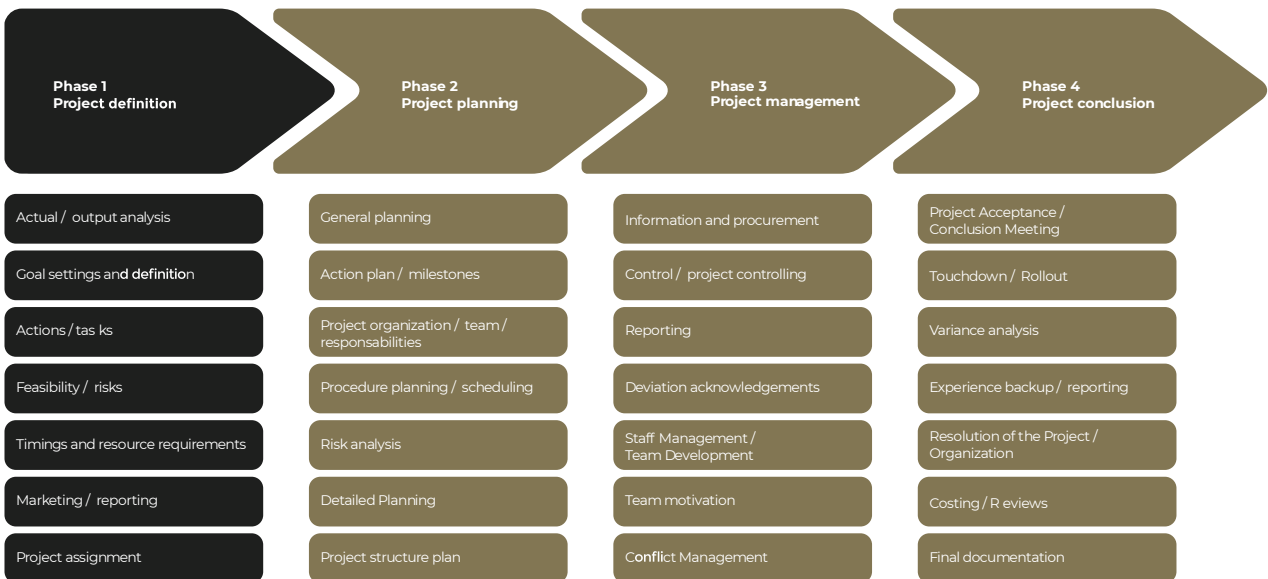 Phase 1
Project definition
Phase 2
Project planning
Phase 3
Project management
Phase 4
Project conclusion
Actual / output analysis
Goal settings and definition
Actions / tas ks
Feasibility / risks
Timings and resource requirements
Marketing / reporting
Project assignment
General planning
Action plan / milestones
Project organization / team /
responsabilities
Procedure planning / scheduling
Risk analysis
Detailed Planning
Project structure plan
Information and procurement
Control / project controlling
Reporting
Deviation acknowledgements
Staff Management /
Team Development
Team motivation
Conflict Management
Project Acceptance /
Conclusion Meeting
Touchdown / Rollout
Variance analysis
Experience backup / reporting
Resolution of the Project /
Organization
Costing / R eviews
Final documentation